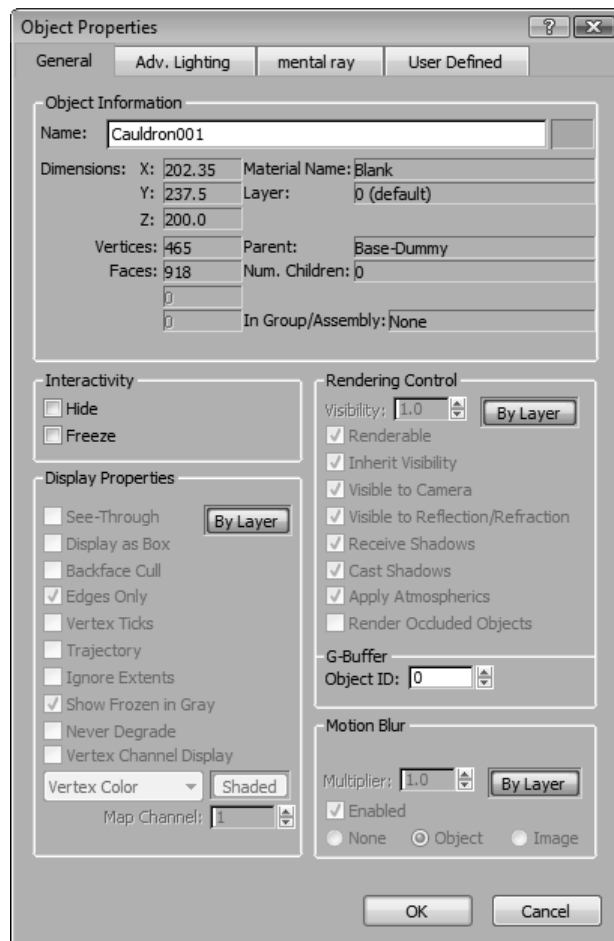 Object Properties
General Adv. Lighting mental ray User Defined
Object Information
Name: Cauldron001
Dimensions: X: 202.35 Material Name: Blank
Y: 237.5 Layer: 0 (default)
Z: 200.0
Vertices: 465 Parent: Base-Dummy
Faces: 918 Num. Children: 0
0
0 In Group/Assembly: None
Interactivity
Hide
Freeze
Display Properties
See-Through By Layer
Display as Box
Backface Cull
Edges Only
Vertex Ticks
Trajectory
Ignore Extents
Show Frozen in Gray
Never Degrade
Vertex Channel Display
Vertex Color Shaded
Map Channel: 1
Rendering Control
Visibility: 1.0 By Layer
Renderable
Inherit Visibility
Visible to Camera
Visible to Reflection/Refraction
Receive Shadows
Cast Shadows
Apply Atmospherics
Render Occluded Objects
G-Buffer
Object ID: 0
Motion Blur
Multiplier: 1.0 By Layer
Enabled
None Object Image
OK Cancel